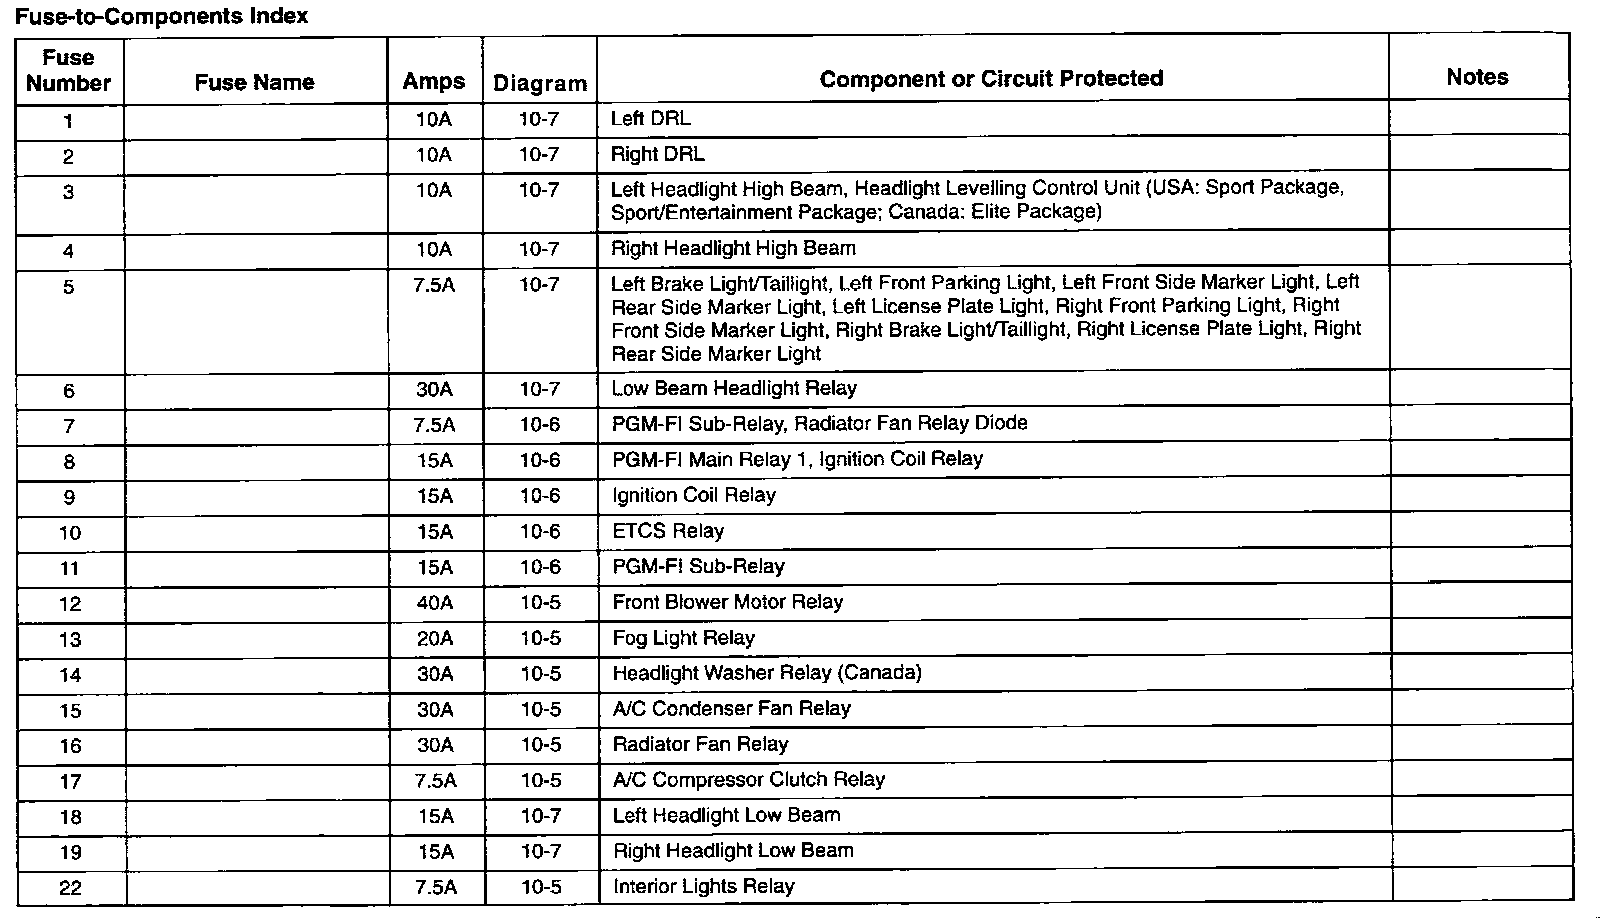 Fuse-to-Components Index
Fuse Number Fuse Name Amps Diagram Component or Circuit Protected Notes
1 10A 10-7 Left DRL
2 10A 10-7 Right DRL
3 10A 10-7 Left Headlight High Beam, Headlight Levelling Control Unit (USA: Sport Package,
Sport/Entertainment Package; Canada: Elite Package)
4 10A 10-7 Right Headlight High Beam
5 7.5A 10-7 Left Brake Light/Taillight, Left Front Parking Light, Left Front Side Marker Light, Left
Rear Side Marker Light, Left License Plate Light, Right Front Parking Light, Right
Front Side Marker Light, Right Brake Light/Taillight, Right License Plate Light, Right
Rear Side Marker Light
6 30A 10-7 Low Beam Headlight Relay
7 7.5A 10-6 PGM-FI Sub-Relay, Radiator Fan Relay Diode
8 15A 10-6 PGM-FI Main Relay 1, Ignition Coil Relay
9 15A 10-6 Ignition Coil Relay
10 15A 10-6 ETCS Relay
11 15A 10-6 PGM-FI Sub-Relay
12 40A 10-5 Front Blower Motor Relay
13 20A 10-5 Fog Light Relay
14 30A 10-5 Headlight Washer Relay (Canada)
15 30A 10-5 A/C Condenser Fan Relay
16 30A 10-5 Radiator Fan Relay
17 7.5A 10-5 A/C Compressor Clutch Relay
18 15A 10-7 Left Headlight Low Beam
19 15A 10-7 Right Headlight Low Beam
22 7.5A 10-5 Interior Lights Relay